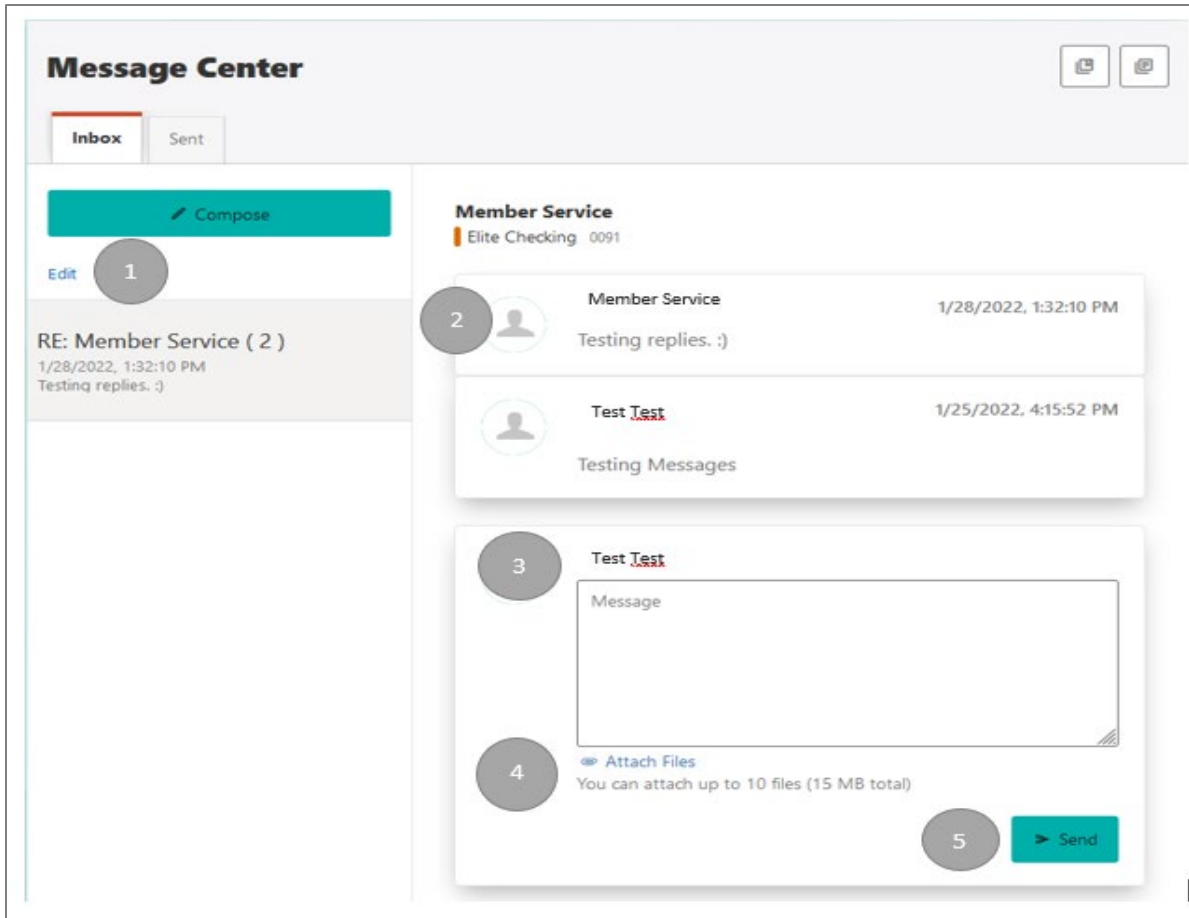 Message Center
Inbox
Sent
Compose
Edit
1
RE: Member Service ( 2 )
1/28/2022, 1:32:10 PM
Testing replies. :)
Member Service
Elite Checking 0091
2
Member Service
1/28/2022, 1:32:10 PM
Testing replies. :)
Test Test
1/25/2022, 4:15:52 PM
Testing Messages
3
Test Test
Message
4
Attach Files
You can attach up to 10 files (15 MB total)
5
Send